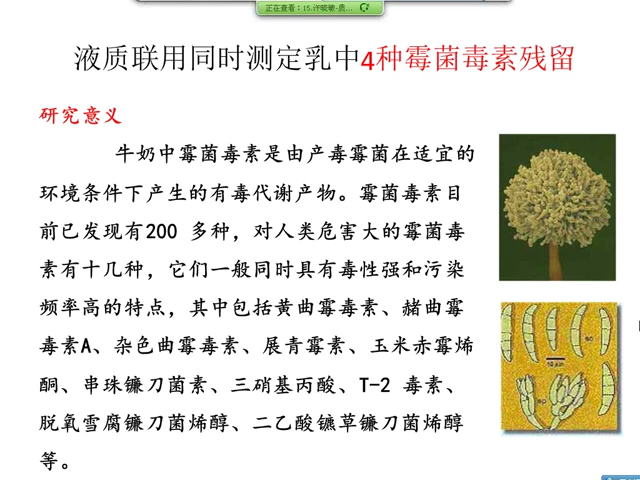 正在查看：15.许晓敏-质...
液质联用同时测定乳中4种霉菌毒素残留
研究意义
牛奶中霉菌毒素是由产毒霉菌在适宜的
环境条件下产生的有毒代谢产物。霉菌毒素目
前已发现有200 多种，对人类危害大的霉菌毒
素有十几种，它们一般同时具有毒性强和污染
频率高的特点，其中包括黄曲霉毒素、赭曲霉
毒素A、杂色曲霉毒素、展青霉素、玉米赤霉烯
酮、串珠镰刀菌素、三硝基丙酸、T-2 毒素、
脱氧雪腐镰刀菌烯醇、二乙酸镳草镰刀菌烯醇
等。
10 µm